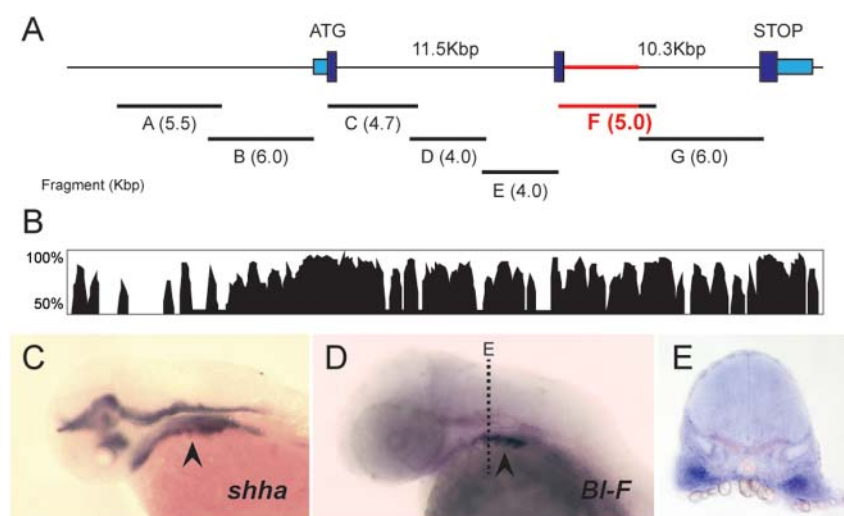 A
ATG
11.5Kbp
10.3Kbp
STOP
A (5.5)
C (4.7)
F (5.0)
B (6.0)
D (4.0)
G (6.0)
E (4.0)
Fragment (Kbp)
B
100%
50%
C
shha
D
E
Bl-F
E